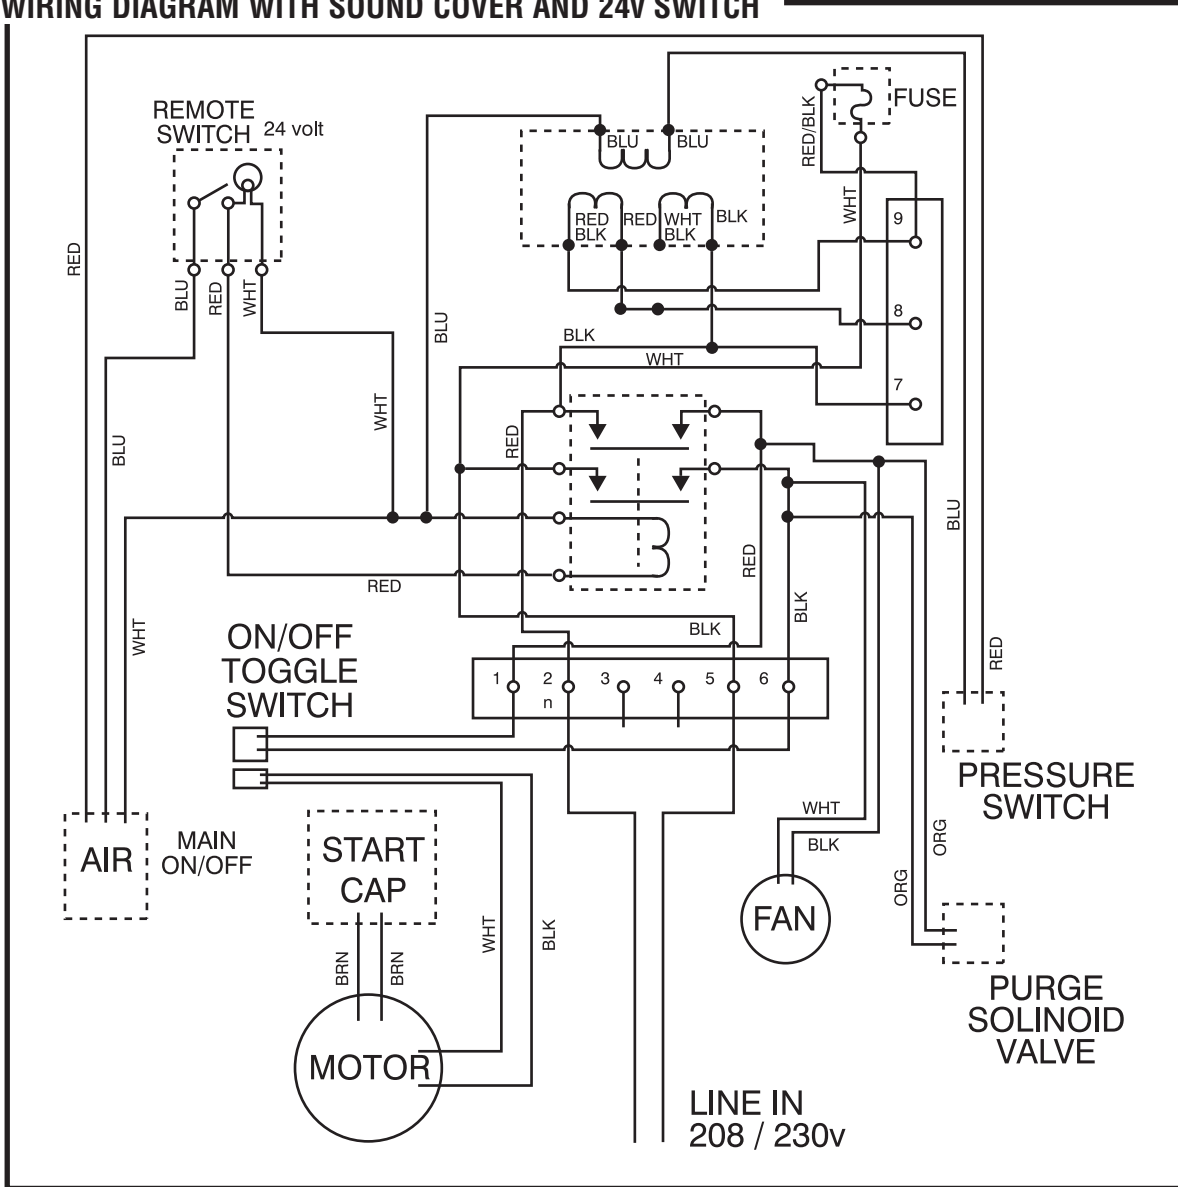 WIRING DIAGRAM WITH SOUND COVER AND 24V SWITCH
REMOTE
SWITCH 24 volt
FUSE
RED/BLK
WHT
BLU
BLU
RED
BLK
RED
WHT
BLK
BLK
9
8
7
RED
BLU
RED
WHT
BLU
BLK
WHT
WHT
RED
BLU
BLU
RED
RED
BLK
BLK
WHT
RED
ON/OFF
TOGGLE
SWITCH
1
2
3
4
5
6
n
PRESSURE
SWITCH
AIR
MAIN
ON/OFF
START
CAP
WHT
BLK
ORG
ORG
WHT
BLK
BRN
BRN
FAN
MOTOR
PURGE
SOLINOID
VALVE
LINE IN
208 / 230v